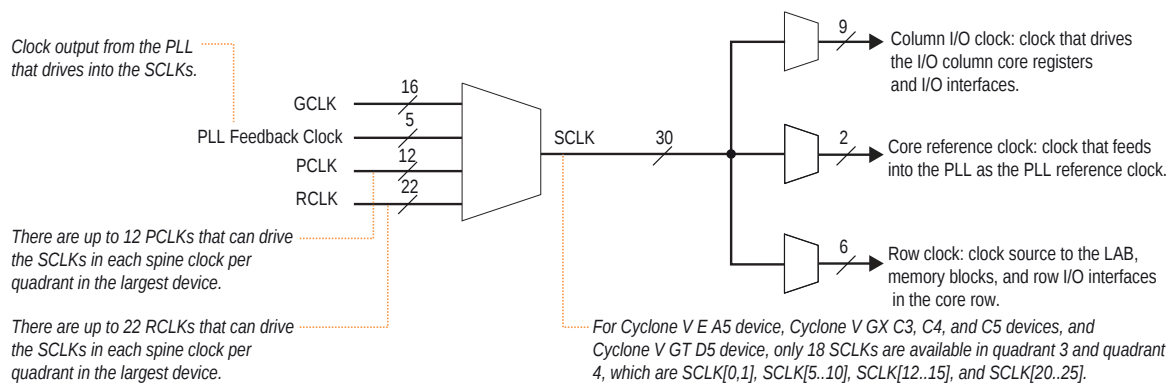 Clock output from the PLL
that drives into the SCLKs.
GCLK
16
PLL Feedback Clock
5
PCLK
12
RCLK
22
There are up to 12 PCLKs that can drive
the SCLKs in each spine clock per
quadrant in the largest device.
There are up to 22 RCLKs that can drive
the SCLKs in each spine clock per
quadrant in the largest device.
SCLK
30
9
Column I/O clock: clock that drives
the I/O column core registers
and I/O interfaces.
2
Core reference clock: clock that feeds
into the PLL as the PLL reference clock.
6
Row clock: clock source to the LAB,
memory blocks, and row I/O interfaces
in the core row.
For Cyclone V E A5 device, Cyclone V GX C3, C4, and C5 devices, and
Cyclone V GT D5 device, only 18 SCLKs are available in quadrant 3 and quadrant
4, which are SCLK[0,1], SCLK[5..10], SCLK[12..15], and SCLK[20..25].